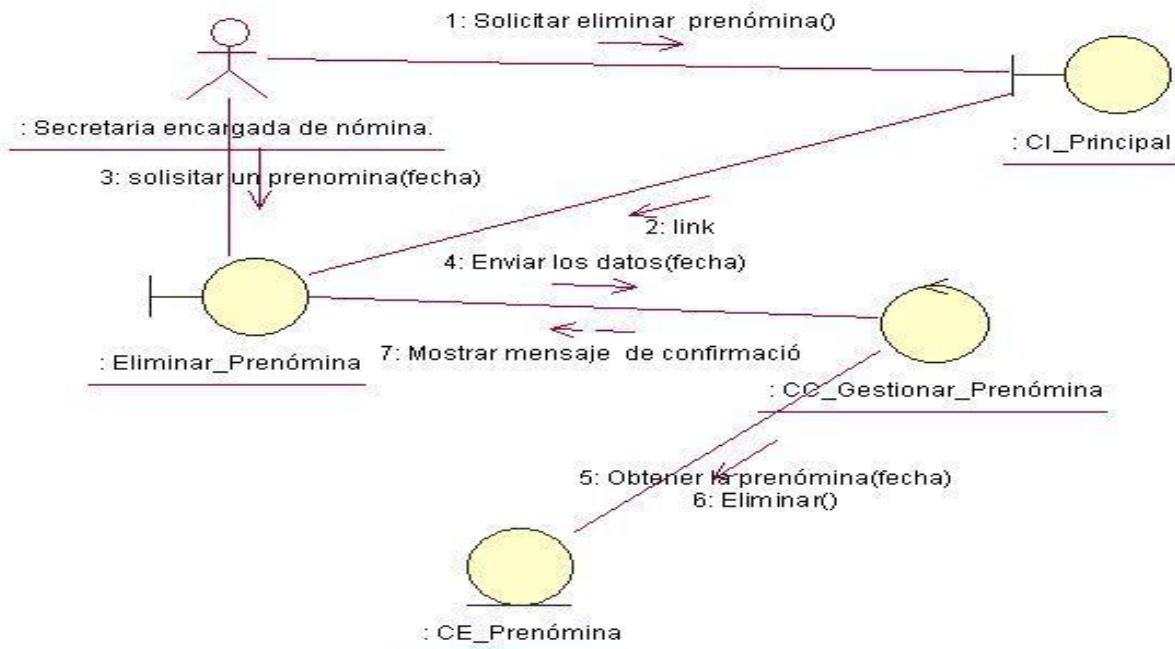 1: Solicitar eliminar prenómina()
: Secretaria encargada de nómina.
: CI_Principal
3: solisitar un prenomina(fecha)
2: link
4: Enviar los datos(fecha)
: Eliminar_Prenómina
7: Mostrar mensaje de confirmació
: CC_Gestionar_Prenómina
5: Obtener la prenómina(fecha)
6: Eliminar()
: CE_Prenómina